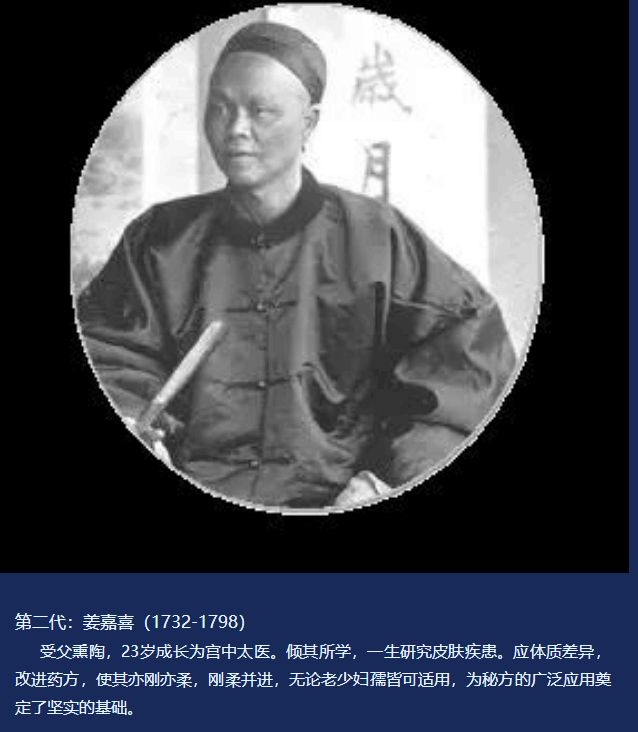 歳
月
第二代：姜嘉喜（1732-1798）
受父熏陶，23岁成长为宫中太医。倾其所学，一生研究皮肤疾患。应体质差异，
改进药方，使其亦刚亦柔，刚柔并进，无论老少妇孺皆可适用，为秘方的广泛应用奠
定了坚实的基础。